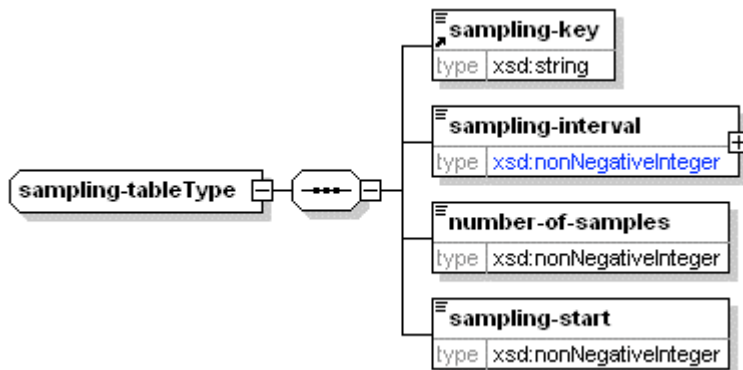 sampling-key
type xsd:string
sampling-interval
type xsd:nonNegativeInteger
sampling-tableType
number-of-samples
type xsd:nonNegativeInteger
sampling-start
type xsd:nonNegativeInteger